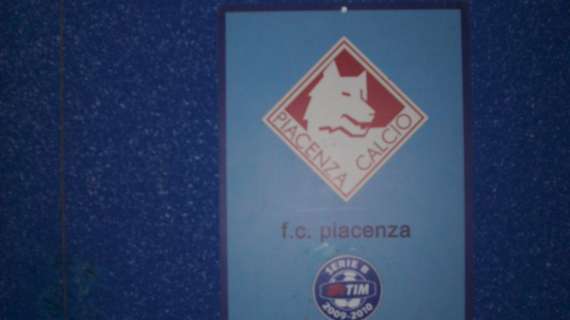 PIACENZA CALCIO
f.c. piacenza
SERIE B
TIM
2009-2010